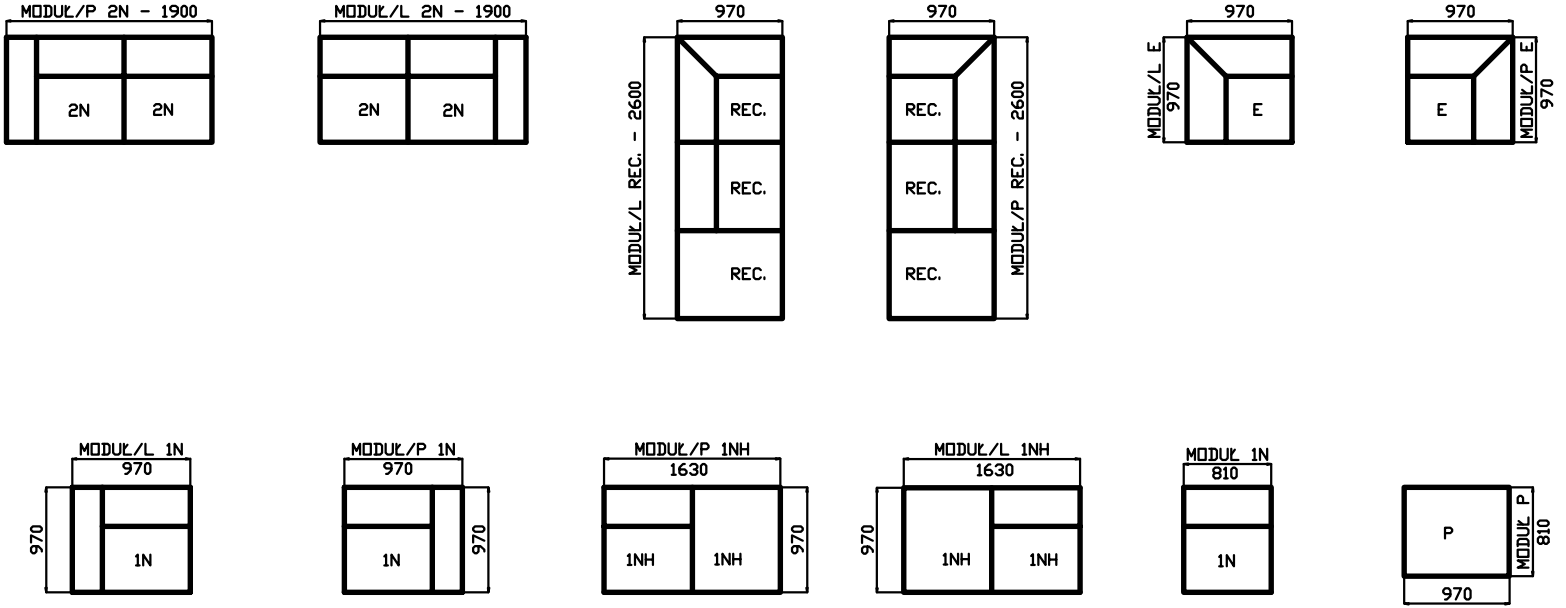 MODUŁ/P 2N - 1900
2N
2N
MODUŁ/L 2N - 1900
2N
2N
970
MODUŁ/L REC. - 2600
REC.
REC.
REC.
970
MODUŁ/P REC. - 2600
REC.
REC.
REC.
970
MODUŁ/L E
970
E
970
MODUŁ/P E
970
E
MODUŁ/L 1N
970
970
1N
MODUŁ/P 1N
970
970
1N
MODUŁ/P 1NH
1630
970
1NH
1NH
MODUŁ/L 1NH
1630
970
1NH
1NH
MODUŁ 1N
810
1N
P
MODUŁ P
810
970